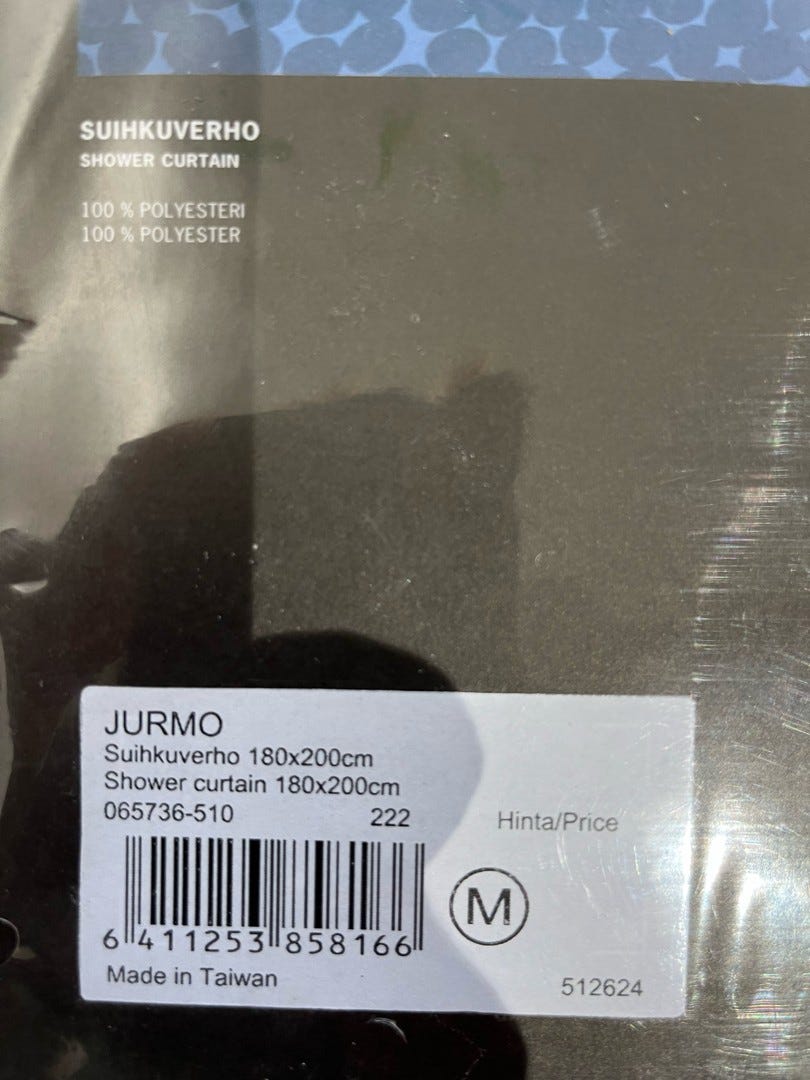 SUIHKUVERHO
SHOWER CURTAIN
100 % POLYESTERI
100 % POLYESTER
JURMO
Suihkuverho 180x200cm
Shower curtain 180x200cm
065736-510 222
Hinta/Price
M
6 411253 858166
Made in Taiwan
512624